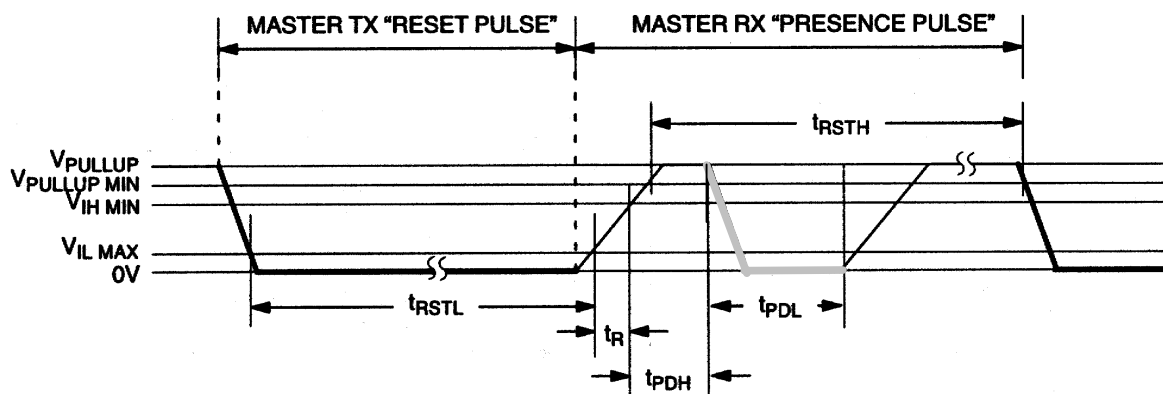 MASTER TX “RESET PULSE”
MASTER RX “PRESENCE PULSE”
tRSTH
VPULLUP
VPULLUP MIN
VIH MIN
VIL MAX
0V
tRSTL
tPDL
tR
tPDH